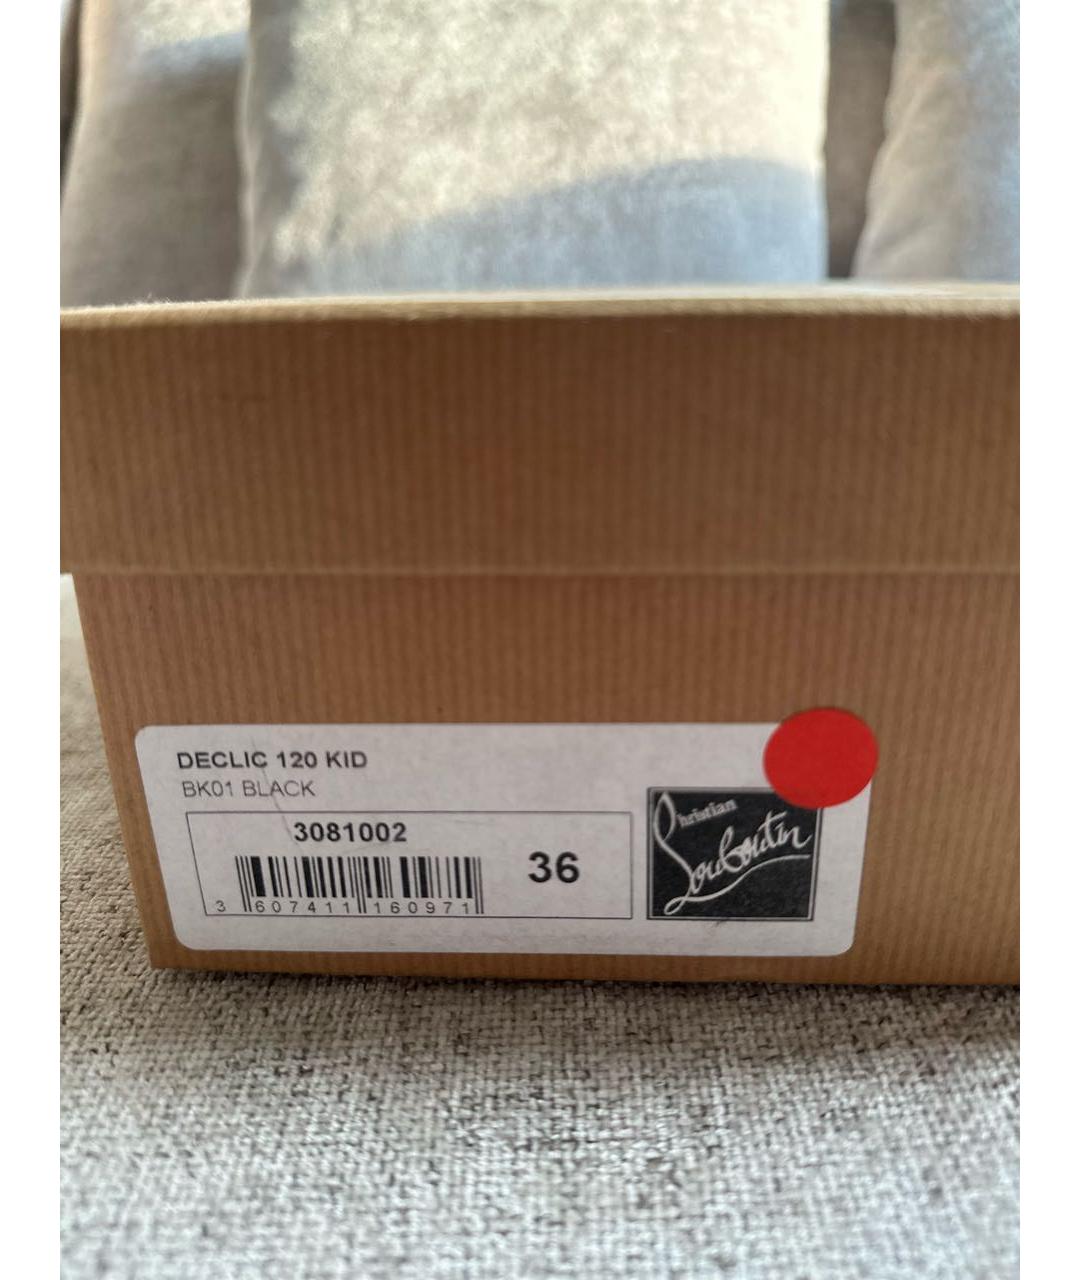 DECLIC 120 KID
BK01 BLACK
3081002
36
3 607411 160971
Christian
Louboutin